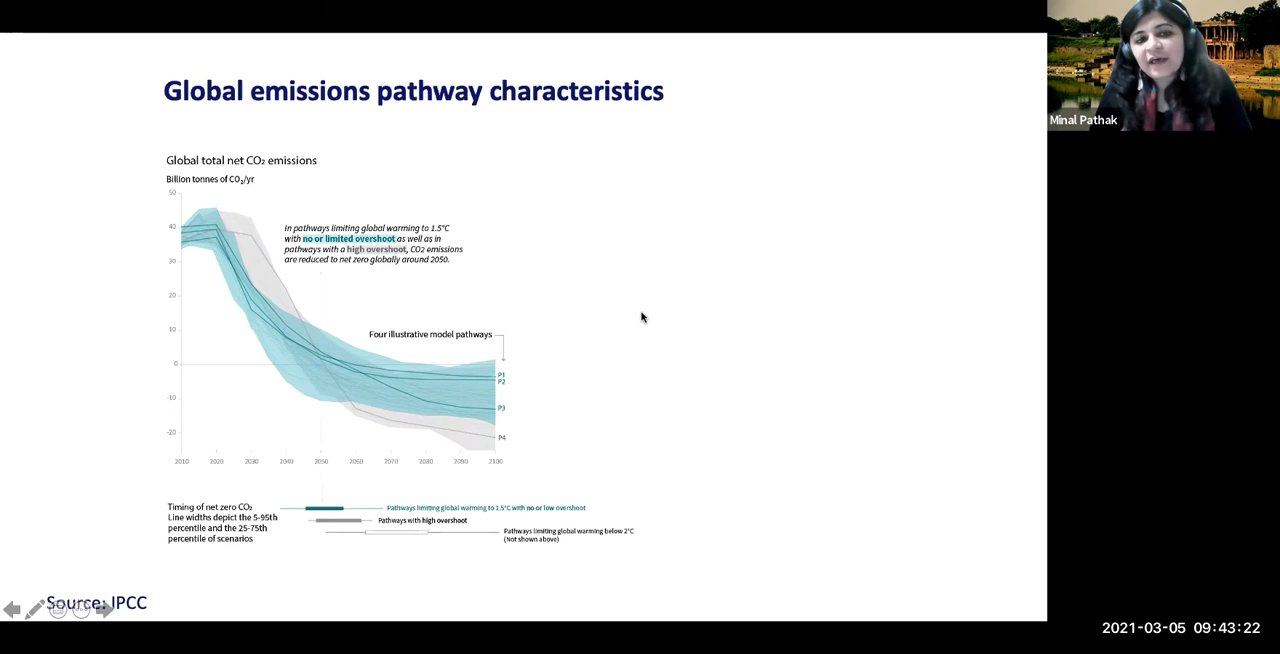 Global emissions pathway characteristics
Minal Pathak
Global total net CO₂ emissions
Billion tonnes of CO₂/yr
50
40
30
20
10
0
-10
-20
In pathways limiting global warming to 1.5°C
with no or limited overshoot as well as in
pathways with a high overshoot, CO2 emissions
are reduced to net zero globally around 2050.
Four illustrative model pathways
P1
P2
P3
P4
2010 2020 2030 2040 2050 2060 2070 2080 2090 2100
Timing of net zero CO₂
Line widths depict the 5-95th
percentile and the 25-75th
percentile of scenarios
Pathways limiting global warming to 1.5°C with no or low overshoot
Pathways with high overshoot
Pathways limiting global warming below 2°C
(Not shown above)
Source: IPCC
2021-03-05 09:43:22